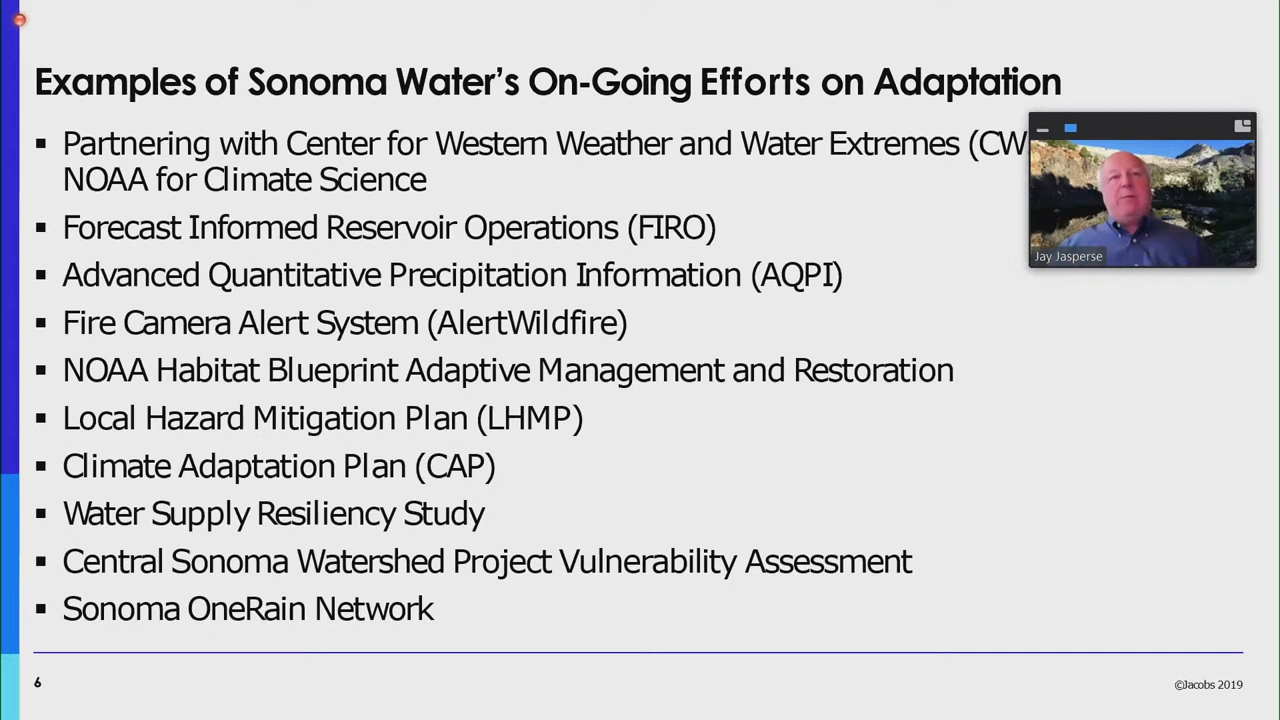 Examples of Sonoma Water's On-Going Efforts on Adaptation
▪ Partnering with Center for Western Weather and Water Extremes (CW
NOAA for Climate Science
▪ Forecast Informed Reservoir Operations (FIRO)
▪ Advanced Quantitative Precipitation Information (AQPI)
▪ Fire Camera Alert System (AlertWildfire)
▪ NOAA Habitat Blueprint Adaptive Management and Restoration
▪ Local Hazard Mitigation Plan (LHMP)
▪ Climate Adaptation Plan (CAP)
▪ Water Supply Resiliency Study
▪ Central Sonoma Watershed Project Vulnerability Assessment
▪ Sonoma OneRain Network
Jay Jasperse
6
©Jacobs 2019